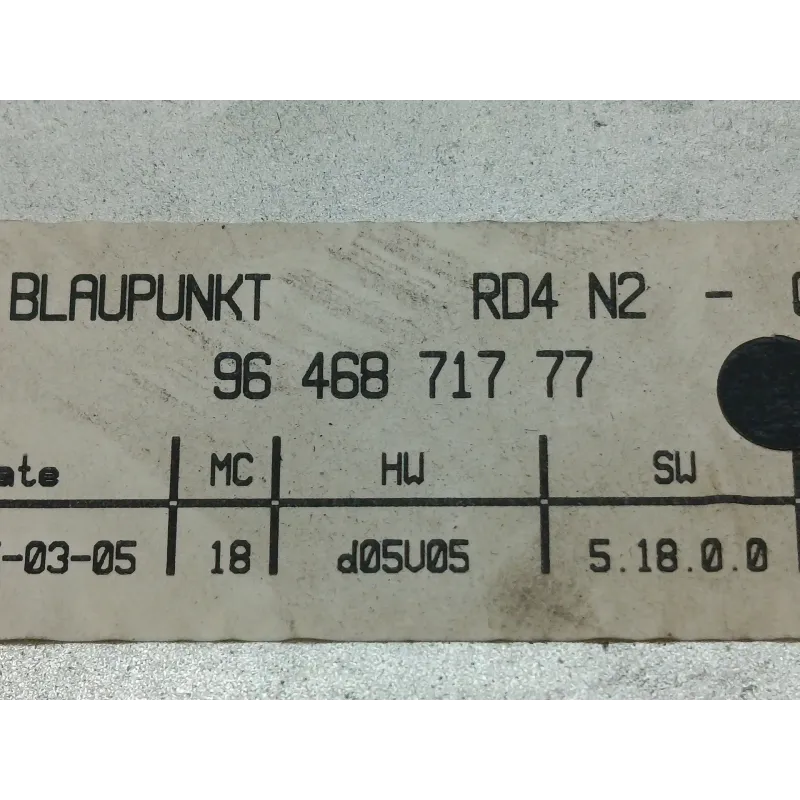 BLAUPUNKT RD4 N2 -
96 468 717 77
ate MC HW SW
-03-05 18 d05V05 5.18.0.0